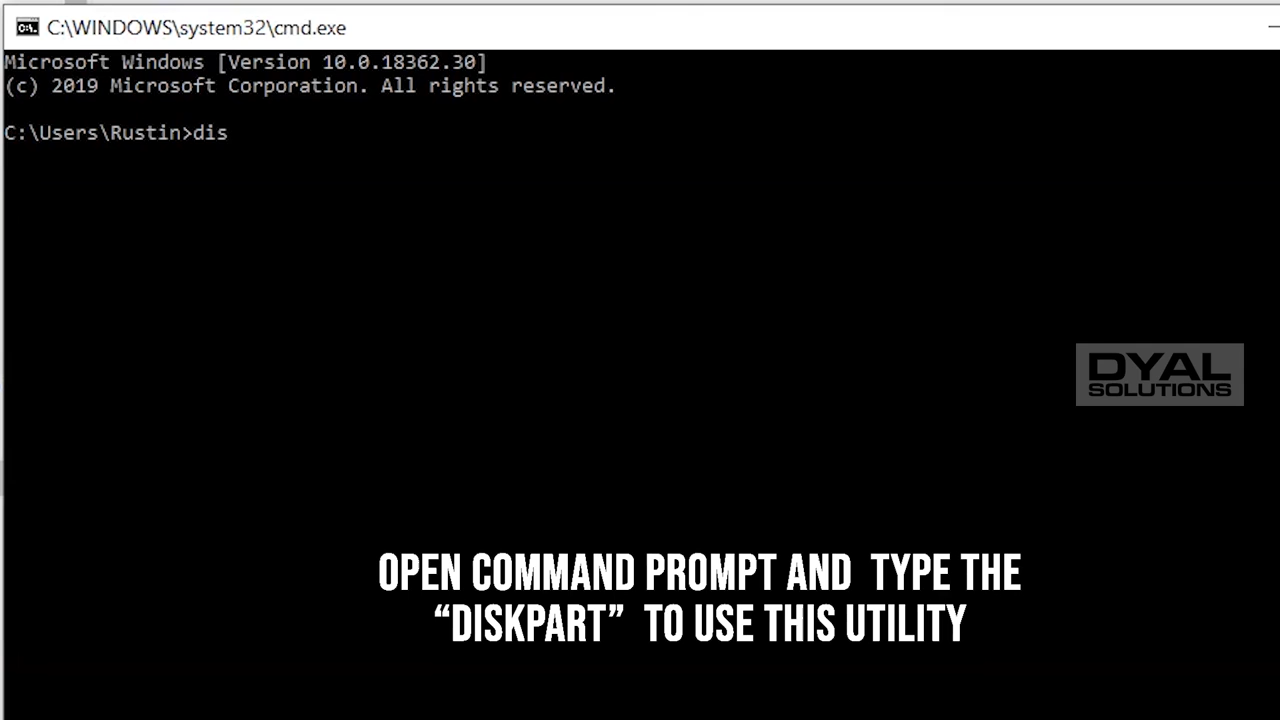 C:\WINDOWS\system32\cmd.exe
Microsoft Windows [Version 10.0.18362.30]
(c) 2019 Microsoft Corporation. All rights reserved.
C:\Users\Rustin>dis
DYAL
SOLUTIONS
OPEN COMMAND PROMPT AND TYPE THE
“DISKPART” TO USE THIS UTILITY